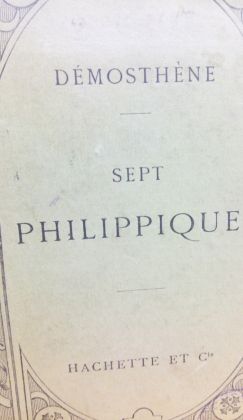 DÉMOSTHÈNE
SEPT
PHILIPPIQUE
HACHETTE ET Cie